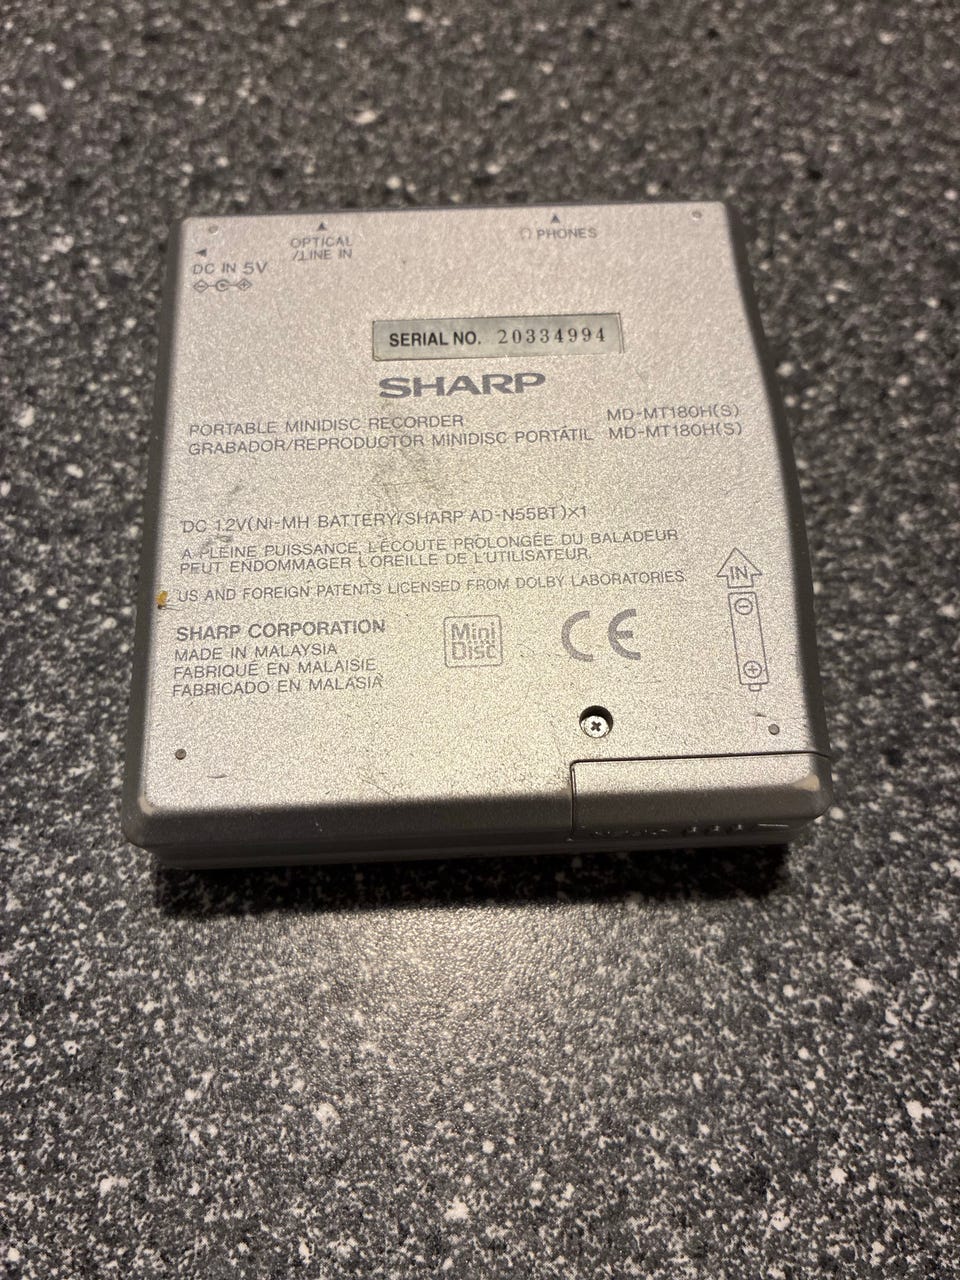 OPTICAL
/LINE IN
PHONES
DC IN 5V
SERIAL NO. 20334994
SHARP
PORTABLE MINIDISC RECORDER MD-MT180H(S)
GRABADOR/REPRODUCTOR MINIDISC PORTÁTIL MD-MT180H(S)
DC 1.2V(NI-MH BATTERY/SHARP AD-N55BT)×1
A PLEINE PUISSANCE, L'ÉCOUTE PROLONGÉE DU BALADEUR
PEUT ENDOMMAGER L'OREILLE DE L'UTILISATEUR.
US AND FOREIGN PATENTS LICENSED FROM DOLBY LABORATORIES.
IN
SHARP CORPORATION
MADE IN MALAYSIA
FABRIQUÉ EN MALAISIE
FABRICADO EN MALASIA
Mini
Disc
CE